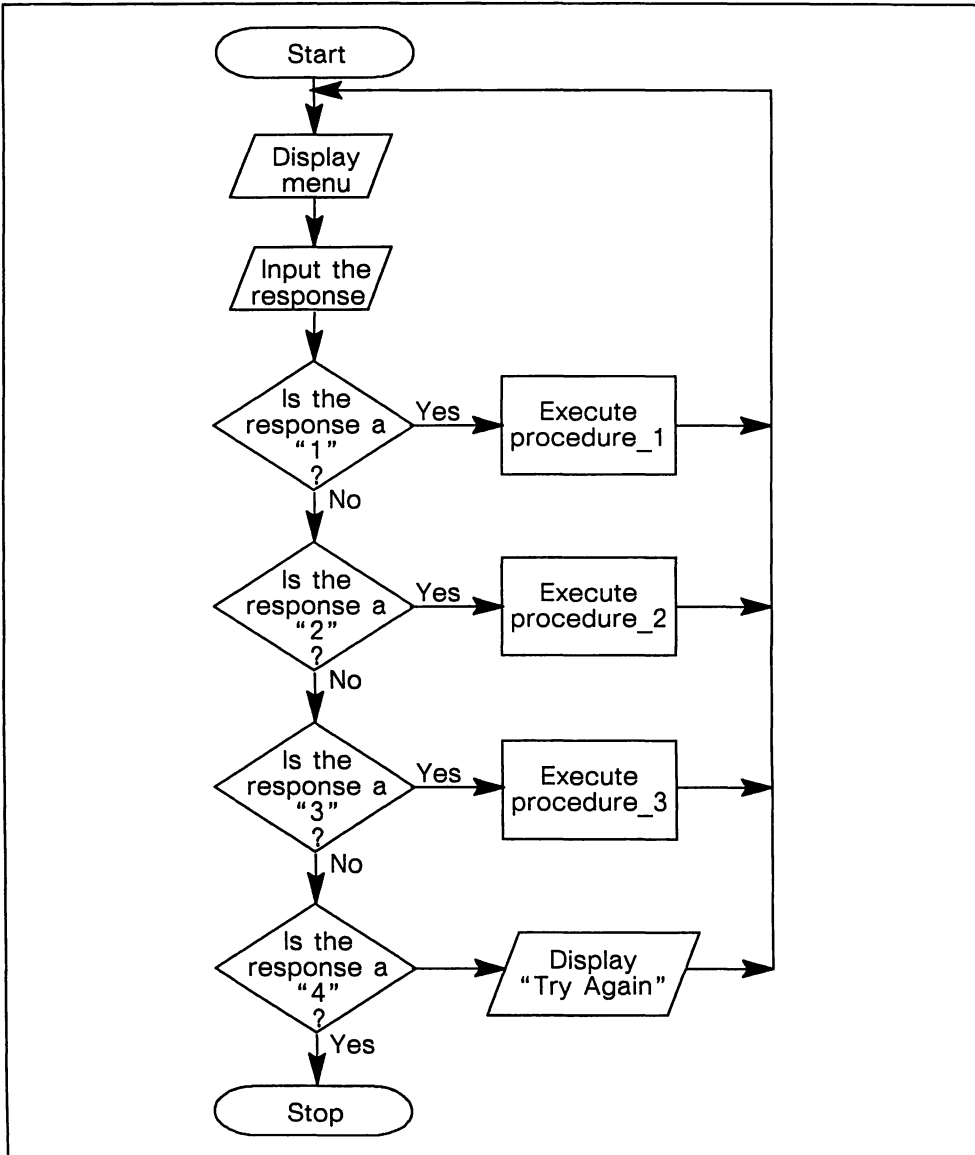 Start
Display
menu
Input the
response
Is the
response a
“1”
?
Yes
Execute
procedure_1
No
Is the
response a
“2”
?
Yes
Execute
procedure_2
No
Is the
response a
“3”
?
Yes
Execute
procedure_3
No
Is the
response a
“4”
?
Display
“Try Again”
Yes
Stop